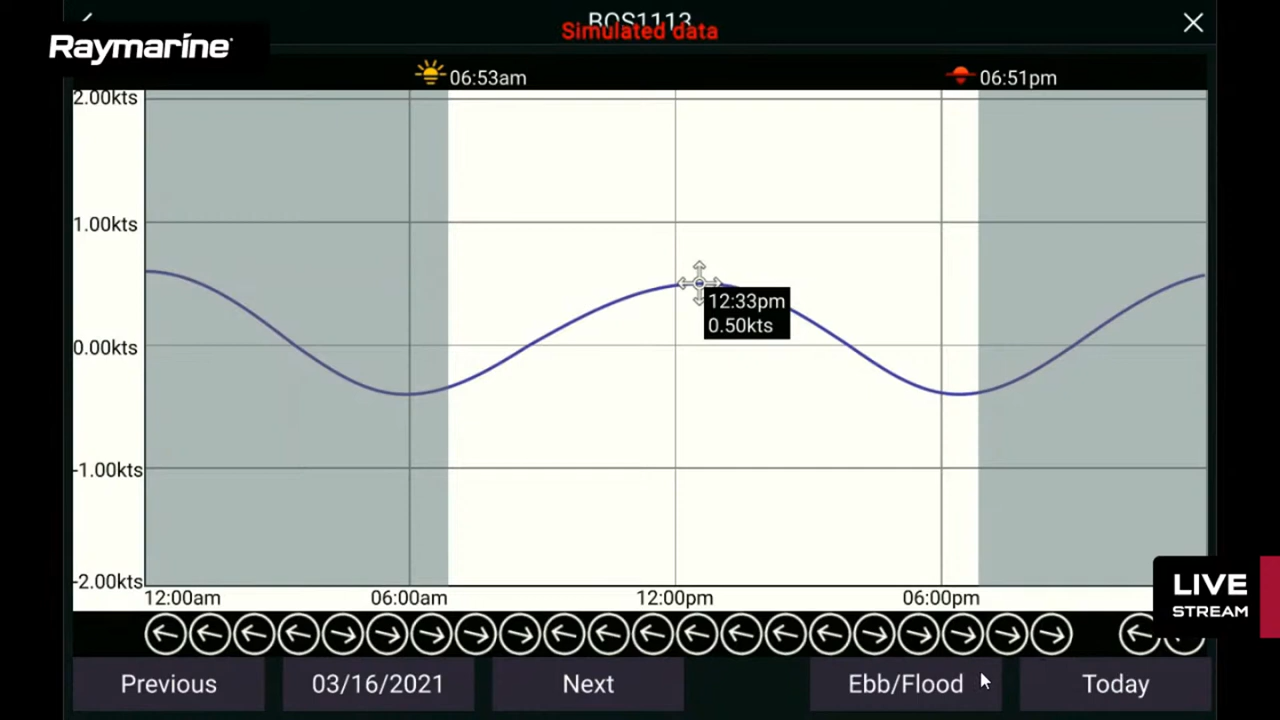 BOS1113
Simulated data
Raymarine
06:53am
06:51pm
2.00kts
1.00kts
0.00kts
-1.00kts
-2.00kts
12:33pm
0.50kts
12:00am
06:00am
12:00pm
06:00pm
LIVE
STREAM
Previous
03/16/2021
Next
Ebb/Flood
Today